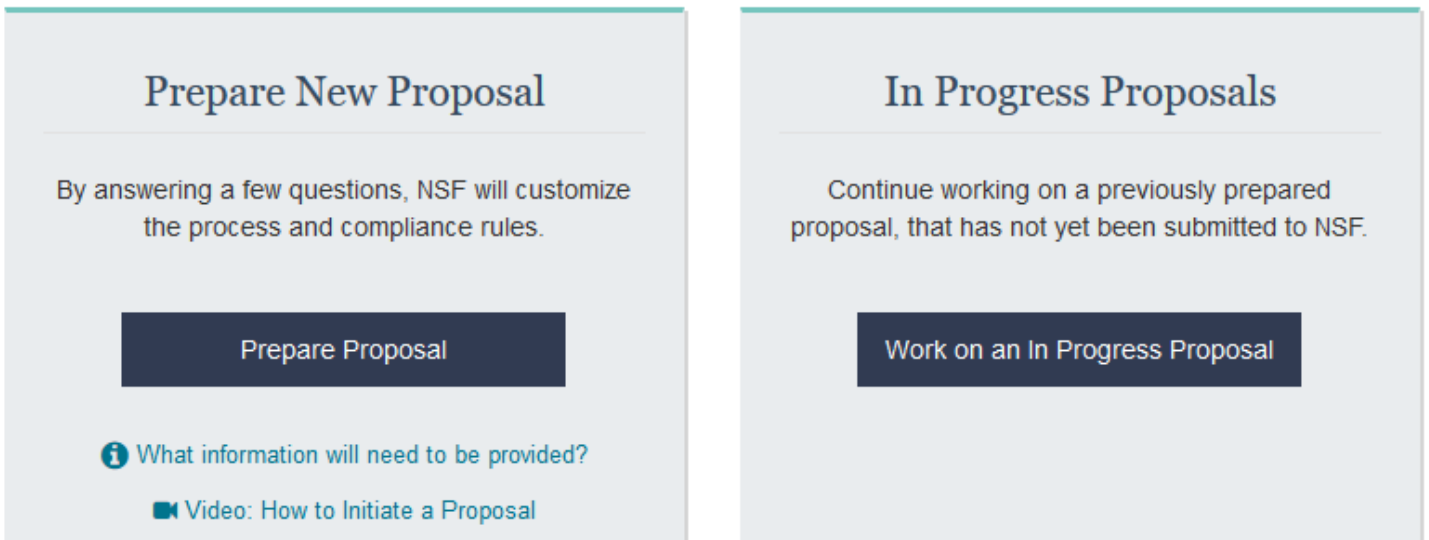 Prepare New Proposal
By answering a few questions, NSF will customize
the process and compliance rules.
Prepare Proposal
What information will need to be provided?
Video: How to Initiate a Proposal
In Progress Proposals
Continue working on a previously prepared
proposal, that has not yet been submitted to NSF.
Work on an In Progress Proposal